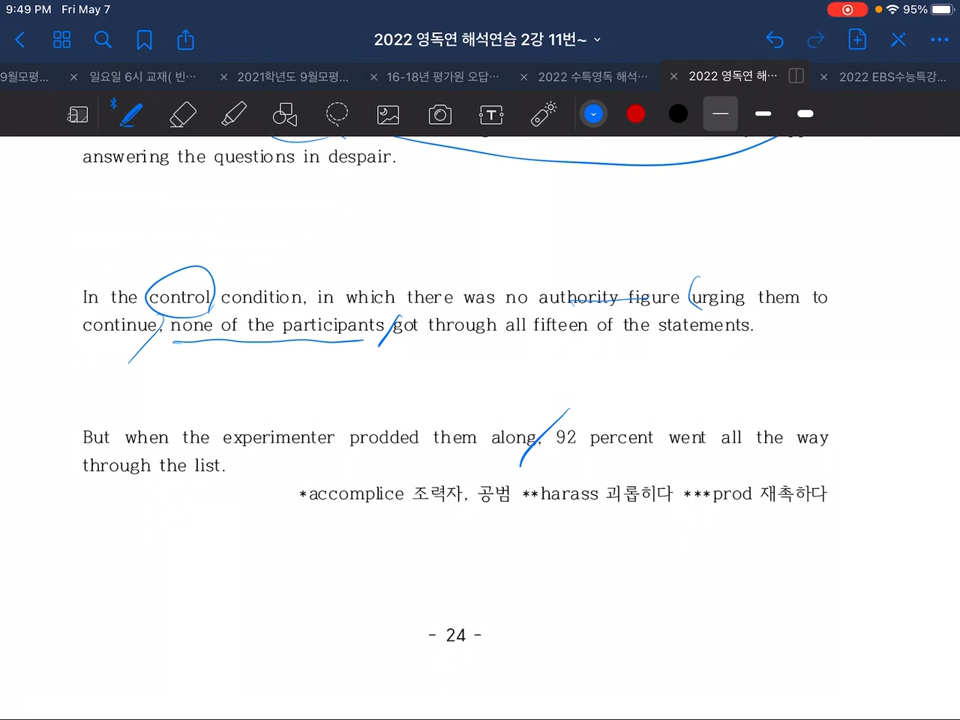 9:49 PM Fri May 7
95%
2022 영독연 해석연습 2강 11번~
9월모평...
일요일 6시 교재( 빈...
2021학년도 9월모평...
16-18년 평가원 오답...
2022 수특영독 해석...
2022 영독연 해...
2022 EBS수능특강...
answering the questions in despair.
In the control condition, in which there was no authority figure urging them to
continue, none of the participants got through all fifteen of the statements.
But when the experimenter prodded them along, 92 percent went all the way
through the list.
*accomplice 조력자, 공범 **harass 괴롭히다 ***prod 재촉하다
- 24 -